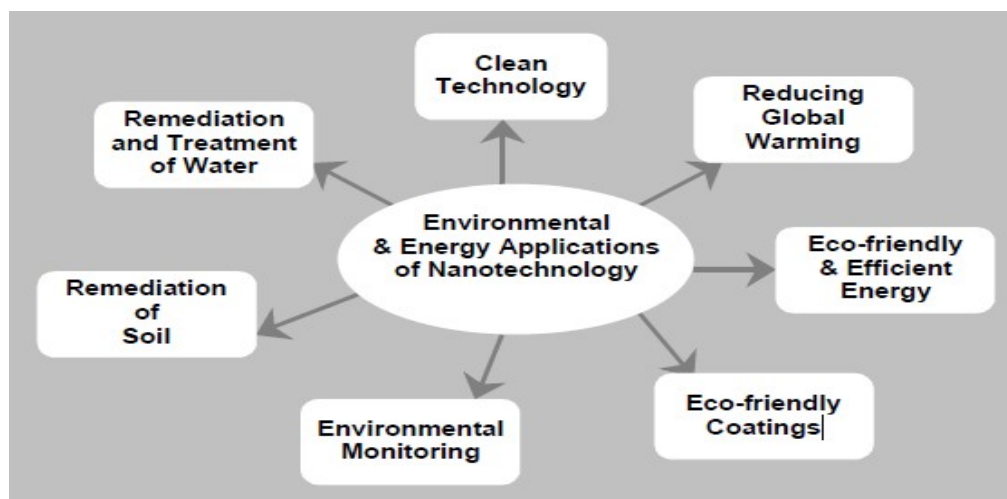 Clean
Technology
Reducing
Global
Warming
Remediation
and Treatment
of Water
Environmental
& Energy Applications
of Nanotechnology
Eco-friendly
& Efficient
Energy
Remediation
of
Soil
Eco-friendly
Coatings
Environmental
Monitoring